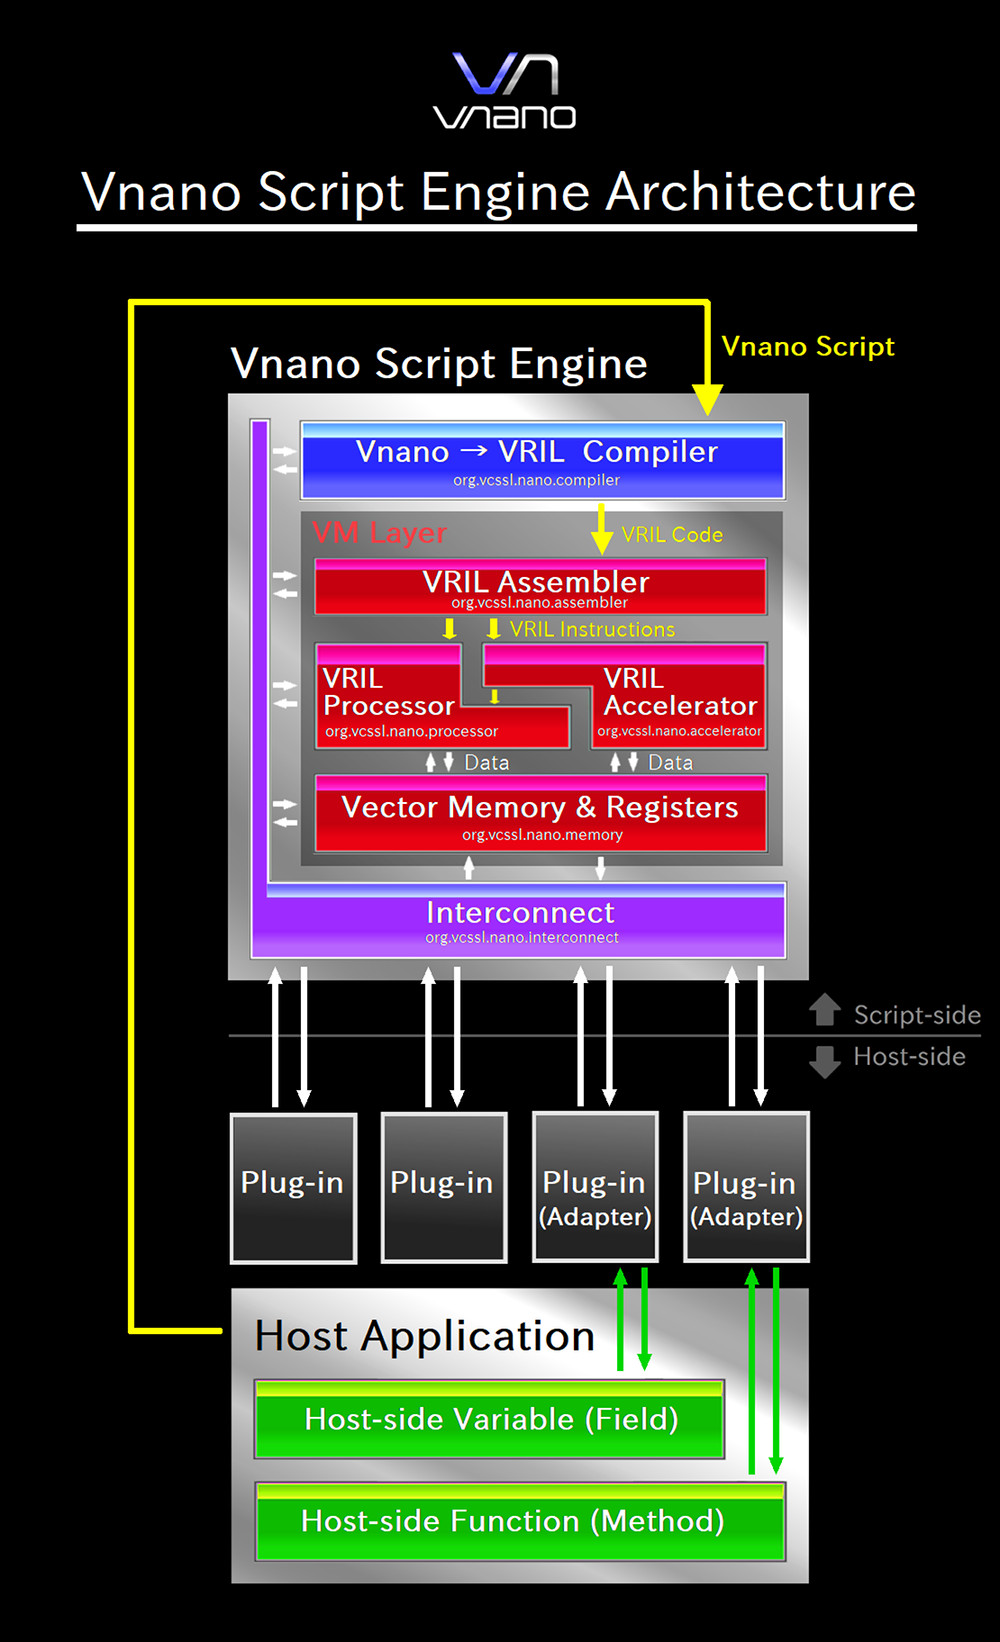 Vnano
Vnano Script Engine Architecture
Vnano Script
Vnano Script Engine
Vnano → VRIL Compiler
org.vcssl.nano.compiler
VM Layer
VRIL Code
VRIL Assembler
org.vcssl.nano.assembler
VRIL Instructions
VRIL
Processor
org.vcssl.nano.processor
VRIL
Accelerator
org.vcssl.nano.accelerator
Data
Data
Vector Memory & Registers
org.vcssl.nano.memory
Interconnect
org.vcssl.nano.interconnect
Script-side
Host-side
Plug-in
Plug-in
Plug-in
(Adapter)
Plug-in
(Adapter)
Host Application
Host-side Variable (Field)
Host-side Function (Method)